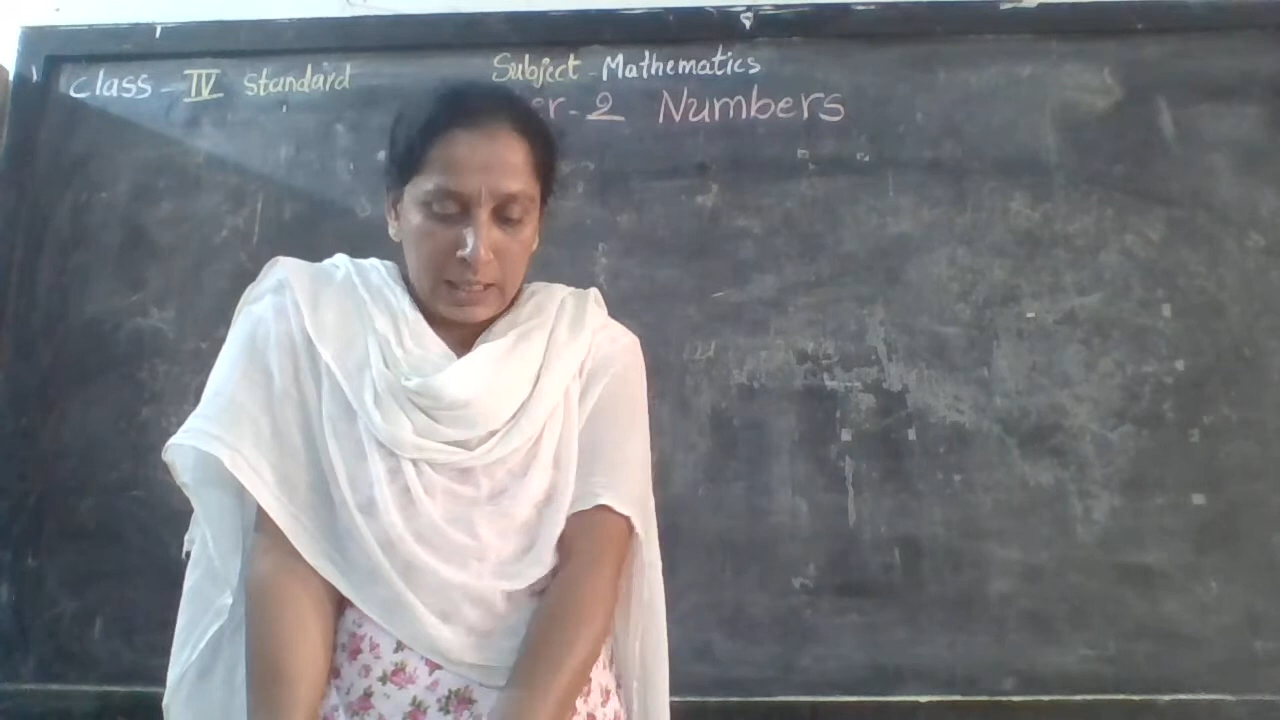 Class - IV Standard
Subject - Mathematics
er - 2 Numbers